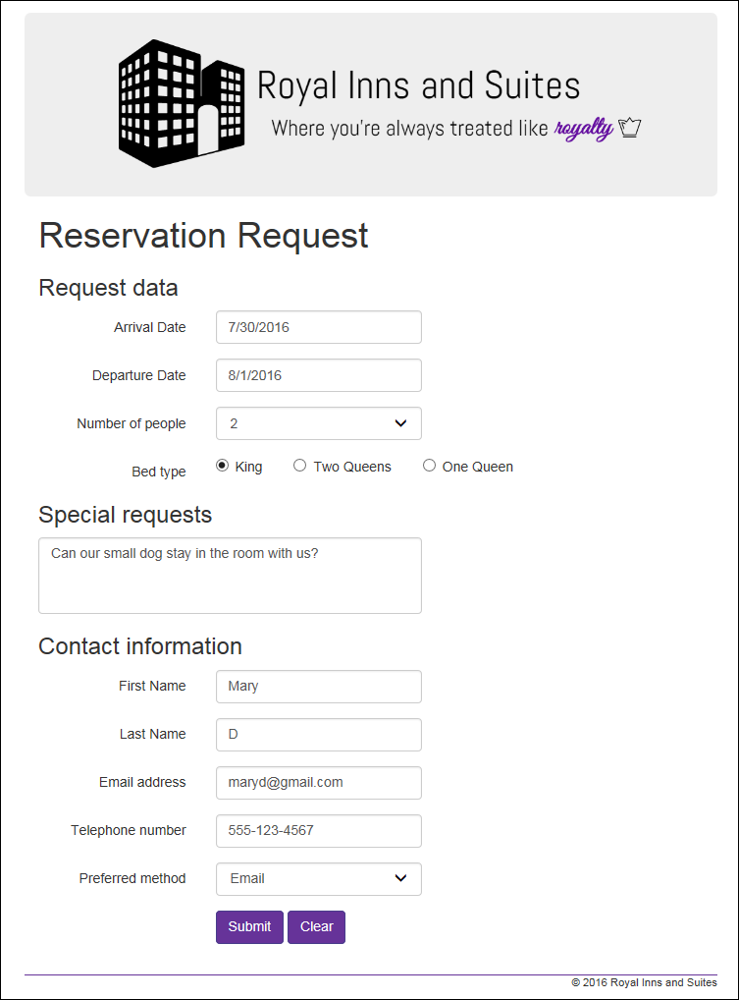 Royal Inns and Suites
Where you're always treated like royalty
Reservation Request
Request data
Arrival Date 7/30/2016
Departure Date 8/1/2016
Number of people 2
Bed type King Two Queens One Queen
Special requests
Can our small dog stay in the room with us?
Contact information
First Name Mary
Last Name D
Email address maryd@gmail.com
Telephone number 555-123-4567
Preferred method Email
Submit Clear
© 2016 Royal Inns and Suites